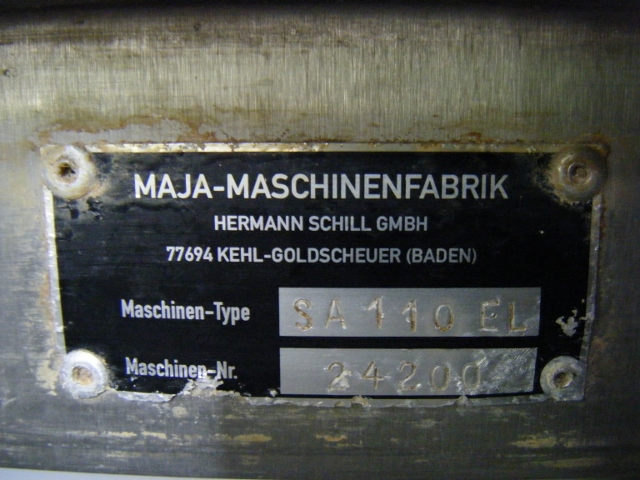 MAJA-MASCHINENFABRIK
HERMANN SCHILL GMBH
77694 KEHL-GOLDSCHEUER (BADEN)
Maschinen-Type SA 110 EL
Maschinen-Nr. 24200